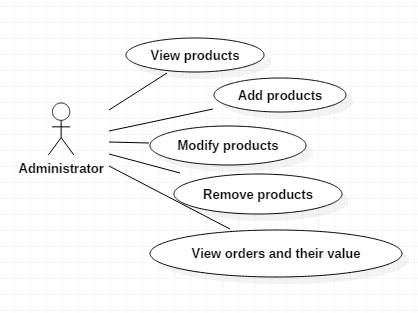 View products
Add products
Modify products
Administrator
Remove products
View orders and their value